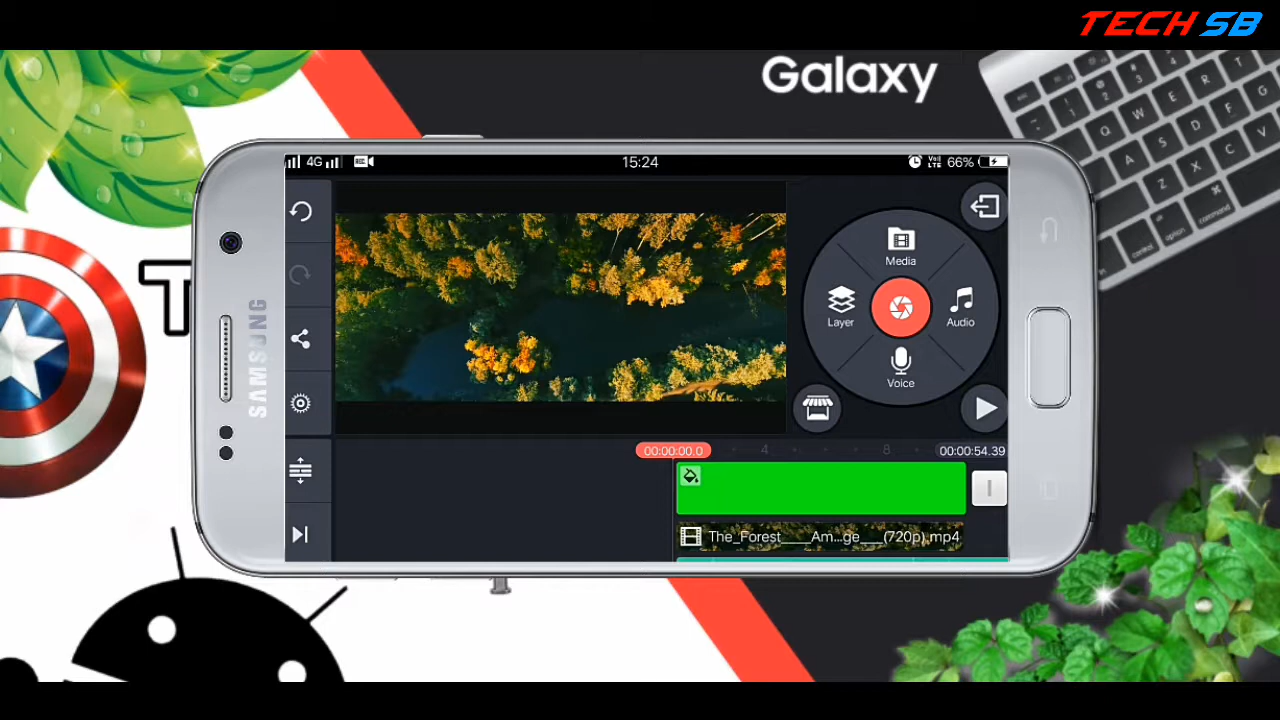 TECH SB
Galaxy
4G
REC
15:24
66%
SAMSUNG
T
Media
Layer
Audio
Voice
00:00:00.0
4
8
00:00:54.39
The_Forest____Am...ge___(720p).mp4